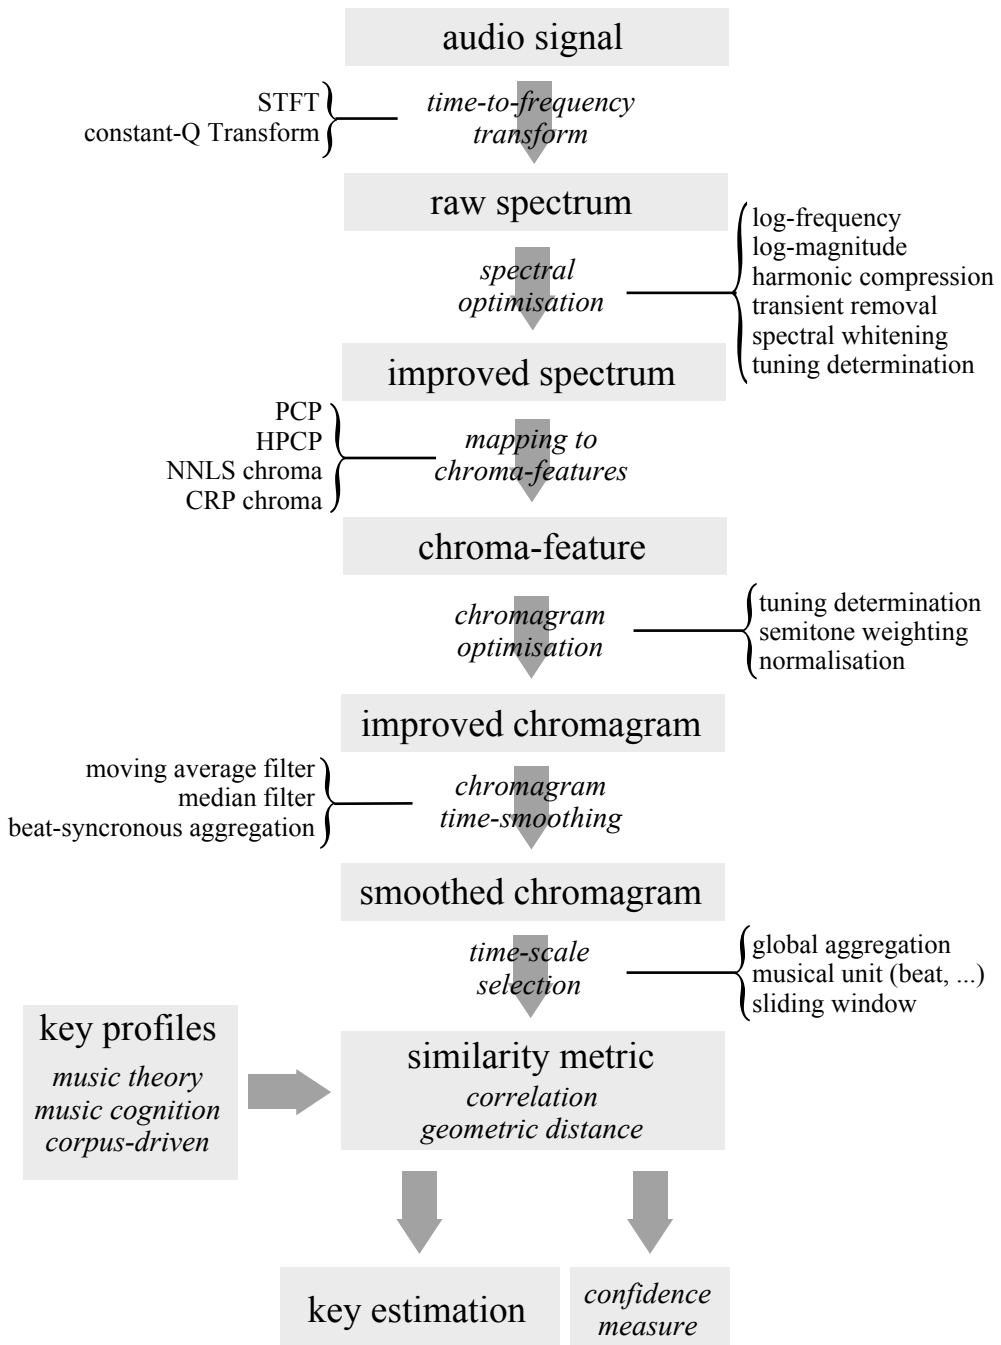 audio signal
STFT
constant-Q Transform
time-to-frequency
transform
raw spectrum
spectral
optimisation
log-frequency
log-magnitude
harmonic compression
transient removal
spectral whitening
tuning determination
improved spectrum
PCP
HPCP
NNLS chroma
CRP chroma
mapping to
chroma-features
chroma-feature
chromagram
optimisation
tuning determination
semitone weighting
normalisation
improved chromagram
moving average filter
median filter
beat-syncronous aggregation
chromagram
time-smoothing
smoothed chromagram
time-scale
selection
global aggregation
musical unit (beat, ...)
sliding window
key profiles
music theory
music cognition
corpus-driven
similarity metric
correlation
geometric distance
key estimation
confidence
measure